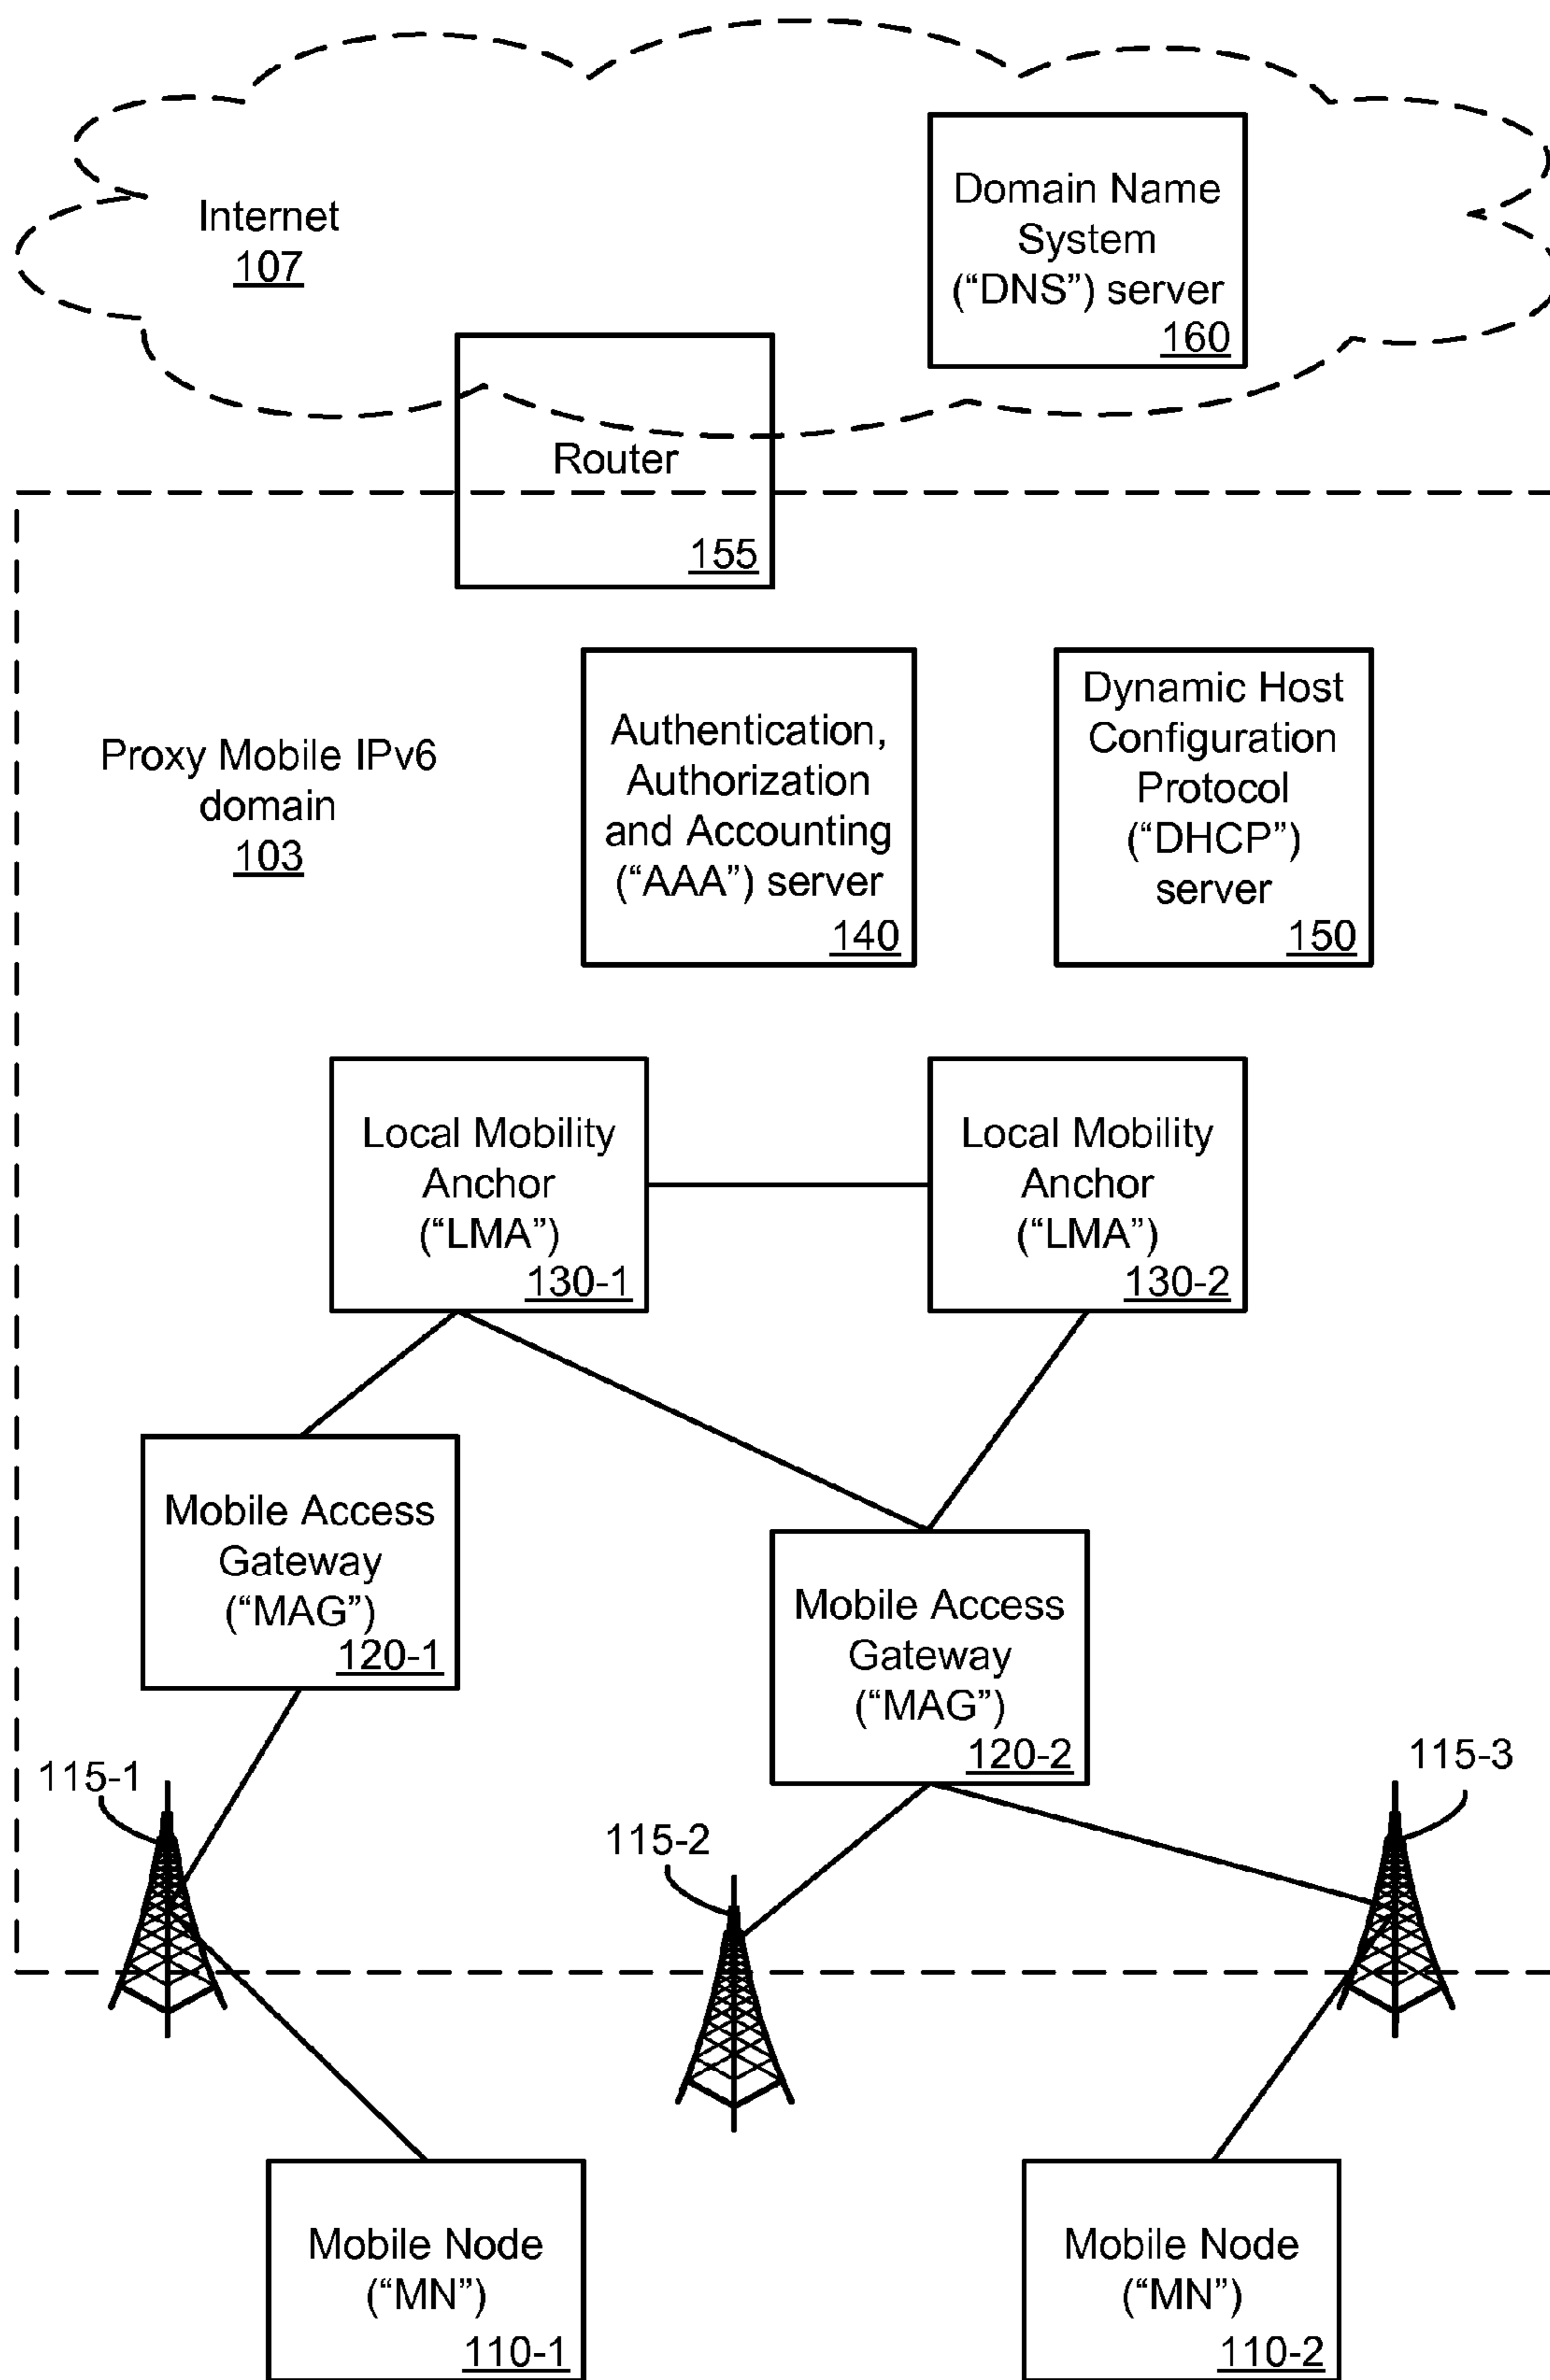 Internet
107
Domain Name
System
(“DNS”) server
160
Router
155
Proxy Mobile IPv6
domain
103
Authentication,
Authorization
and Accounting
(“AAA”) server
140
Dynamic Host
Configuration
Protocol
(“DHCP”)
server
150
Local Mobility
Anchor
(“LMA”)
130-1
Local Mobility
Anchor
(“LMA”)
130-2
Mobile Access
Gateway
(“MAG”)
120-1
Mobile Access
Gateway
(“MAG”)
120-2
115-1
115-2
115-3
Mobile Node
(“MN”)
110-1
Mobile Node
(“MN”)
110-2